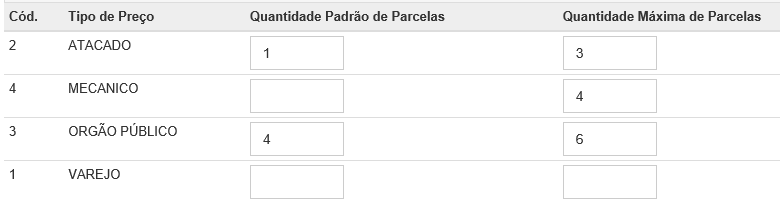 Cód. Tipo de Preço Quantidade Padrão de Parcelas Quantidade Máxima de Parcelas
2 ATACADO 1 3
4 MECANICO 4
3 ORGÃO PÚBLICO 4 6
1 VAREJO